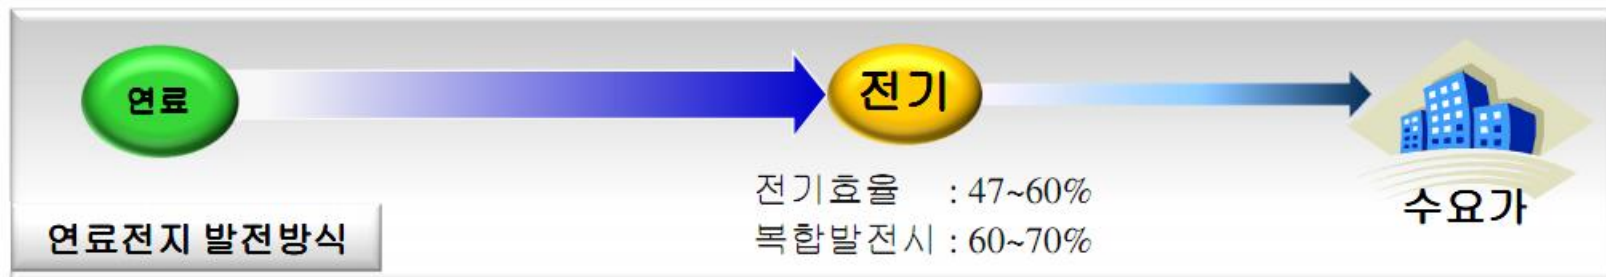 연료
전기
전기효율 : 47~60%
복합발전시 : 60~70%
수요가
연료전지 발전방식